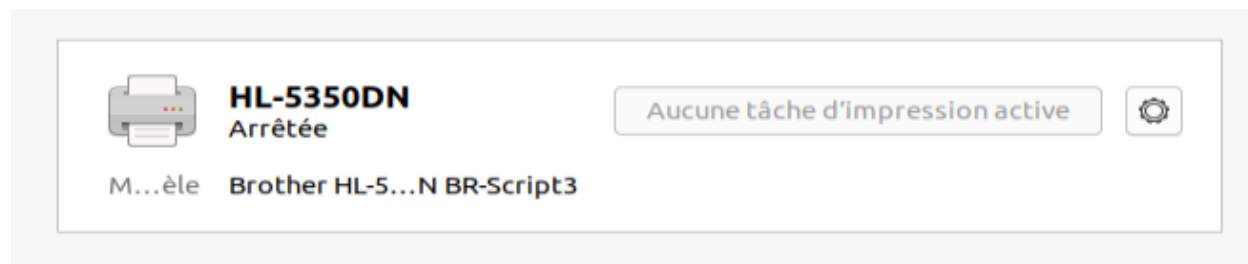 HL-5350DN
Arrêtée
Aucune tâche d’impression active
M…èle Brother HL-5…N BR-Script3